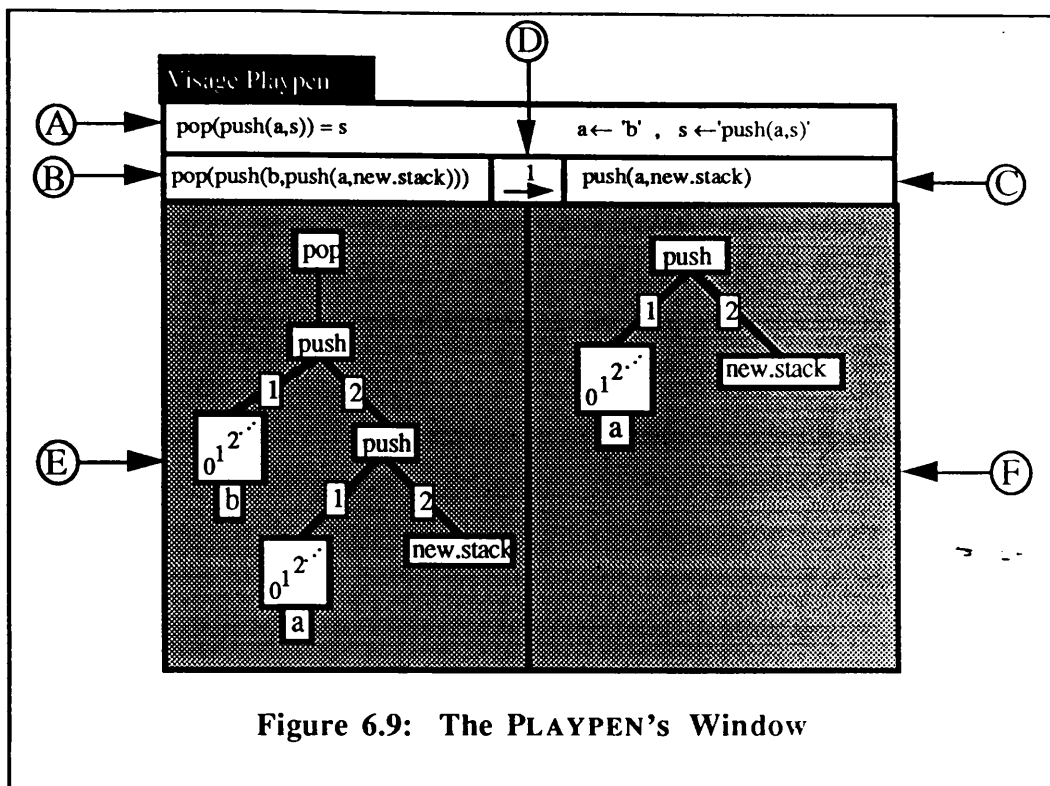 D
Visage Playpen
A
pop(push(a,s)) = s
a← 'b' , s ←'push(a,s)'
B
pop(push(b,push(a,new.stack)))
1
push(a,new.stack)
C
pop
push
1
2
push
1
2
new.stack
0 1 2 ...
a
push
1
2
0 1 2 ...
b
new.stack
0 1 2 ...
a
E
F
Figure 6.9: The PLAYPEN's Window